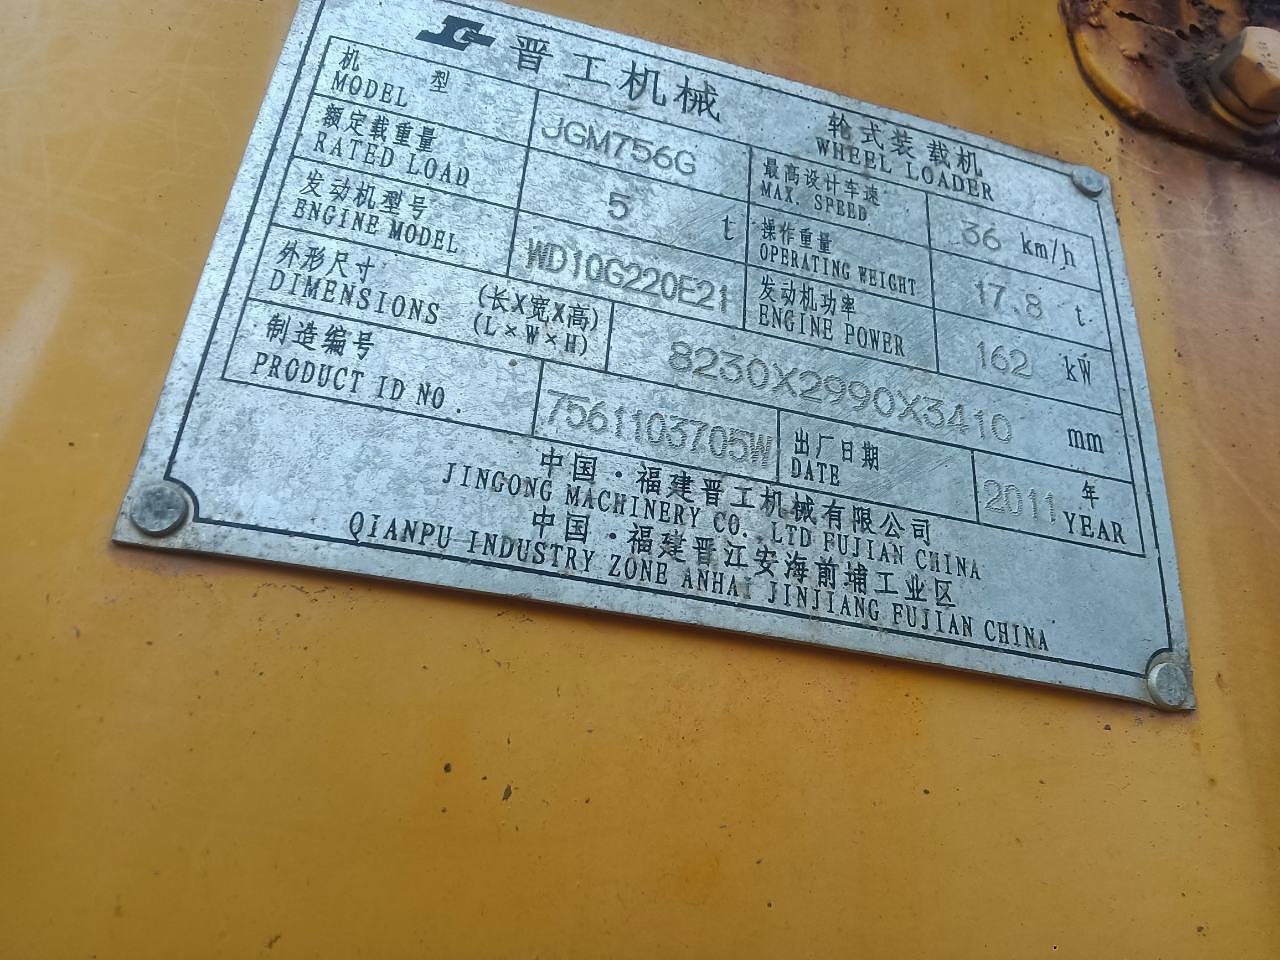 晋工机械 轮式装载机
WHEEL LOADER
机型 JGM756G 最高设计车速 36 km/h
MODEL MAX. SPEED
额定载重量 5 t 操作重量 17.8 t
RATED LOAD OPERATING WEIGHT
发动机型号 WD10G220E21 发动机功率 162 kW
ENGINE MODEL ENGINE POWER
外形尺寸 (长X宽X高) 8230X2990X3410 mm
DIMENSIONS (L×W×H)
制造编号 7561103705W 出厂日期 2011 年
PRODUCT ID NO. DATE YEAR
中国·福建晋工机械有限公司
JINGONG MACHINERY CO.,LTD FUJIAN CHINA
中国·福建晋江安海前埔工业区
QIANPU INDUSTRY ZONE ANHAI JINJIANG FUJIAN CHINA